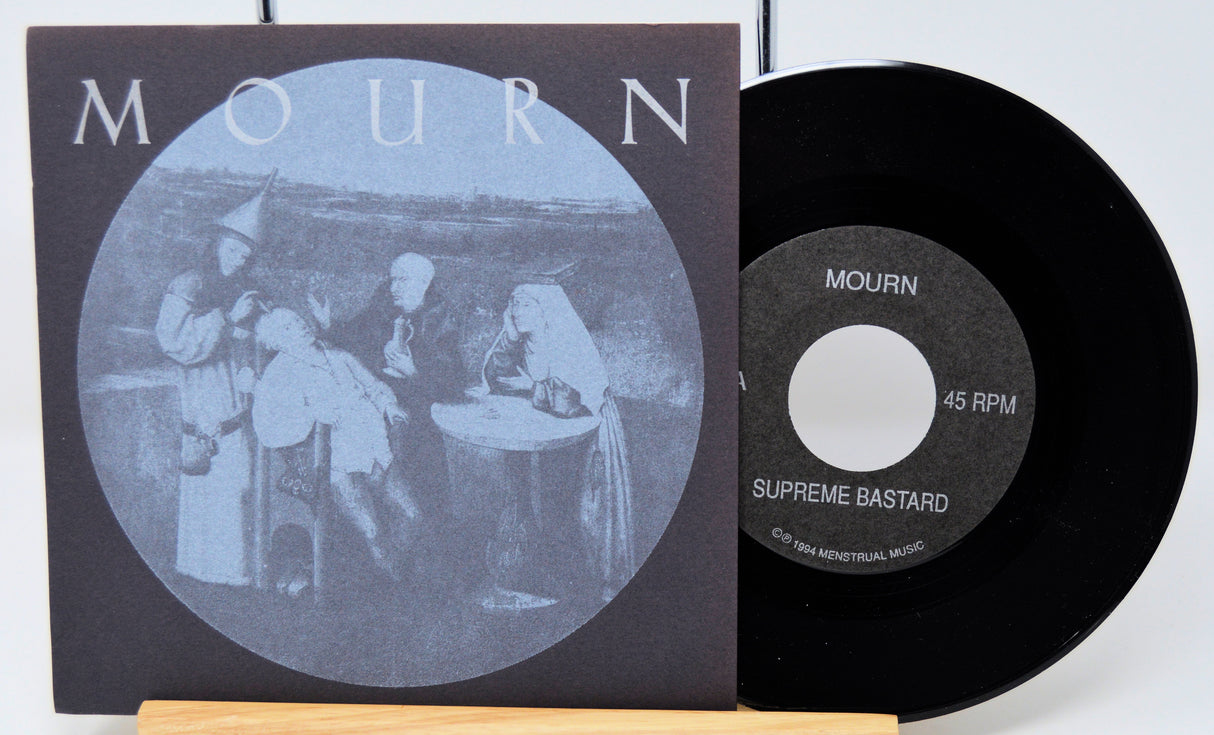 MOURN
MOURN
A
45 RPM
SUPREME BASTARD
©℗ 1994 MENSTRUAL MUSIC